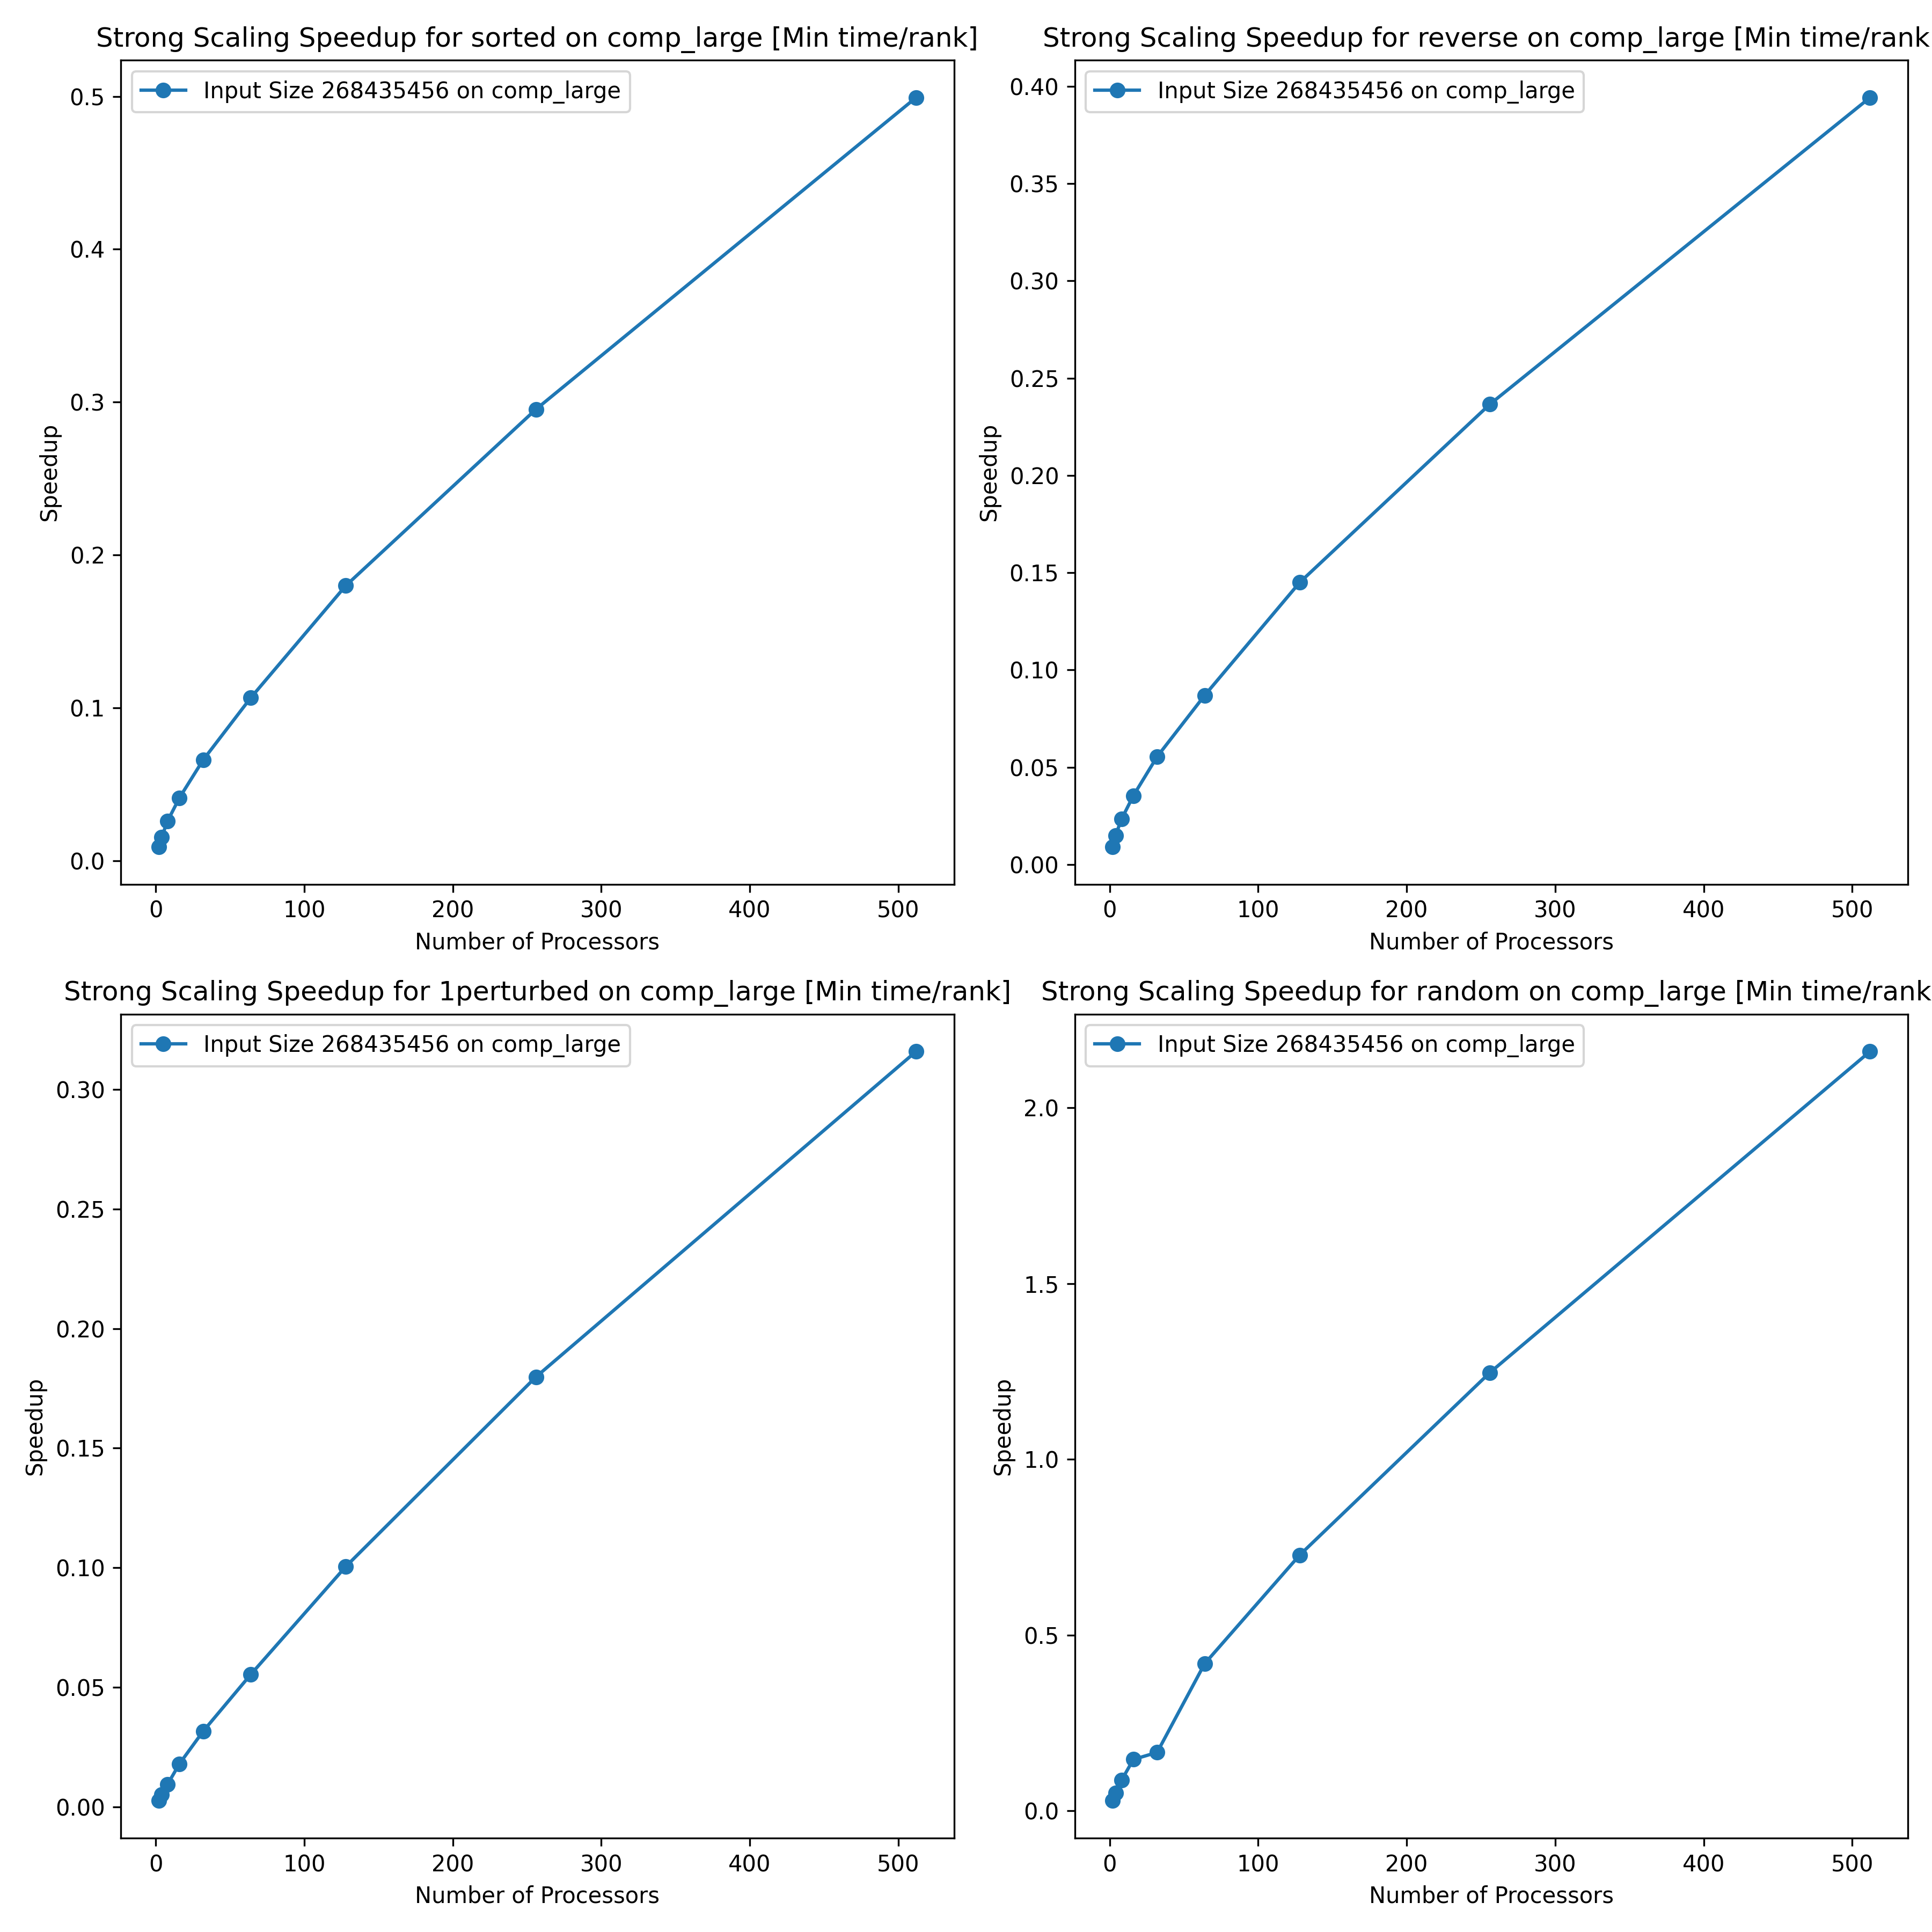 Strong Scaling Speedup for sorted on comp_large [Min time/rank]
Input Size 268435456 on comp_large
0.5
0.4
0.3
0.2
0.1
0.0
Speedup
0 100 200 300 400 500
Number of Processors
Strong Scaling Speedup for reverse on comp_large [Min time/rank
Input Size 268435456 on comp_large
0.40
0.35
0.30
0.25
0.20
0.15
0.10
0.05
0.00
Speedup
0 100 200 300 400 500
Number of Processors
Strong Scaling Speedup for 1perturbed on comp_large [Min time/rank]
Input Size 268435456 on comp_large
0.30
0.25
0.20
0.15
0.10
0.05
0.00
Speedup
0 100 200 300 400 500
Number of Processors
Strong Scaling Speedup for random on comp_large [Min time/rank
Input Size 268435456 on comp_large
2.0
1.5
1.0
0.5
0.0
Speedup
0 100 200 300 400 500
Number of Processors